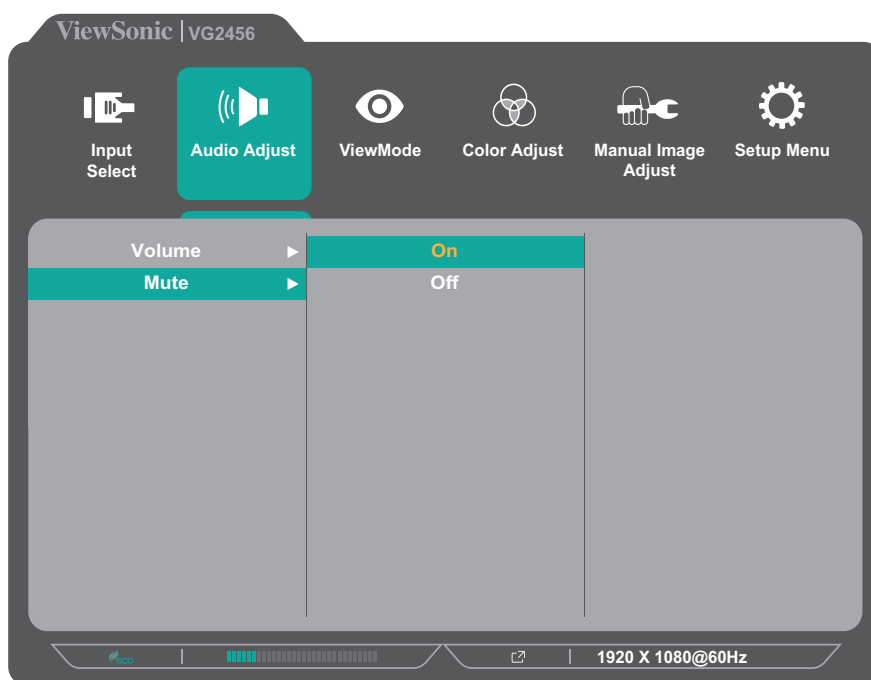 ViewSonic | VG2456
Input
Select
Audio Adjust
ViewMode
Color Adjust
Manual Image
Adjust
Setup Menu
Volume
On
Mute
Off
eco
1920 X 1080@60Hz